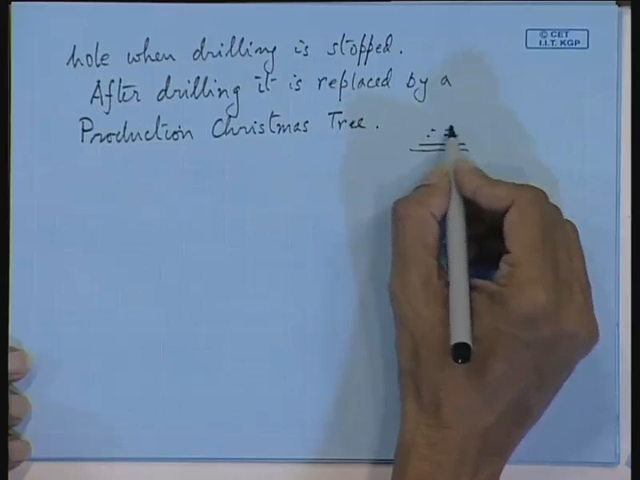 hole when drilling is stopped.
After drilling it is replaced by a
Production Christmas Tree.
© CET
I.I.T. KGP